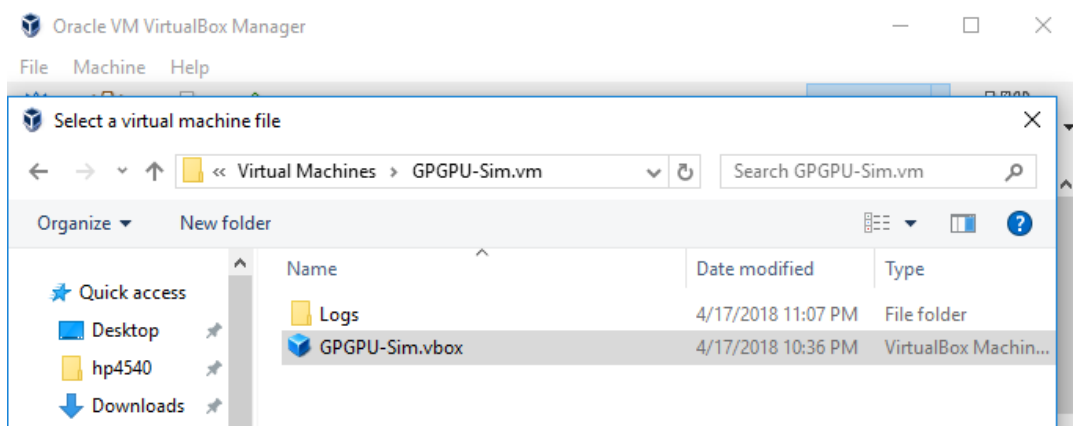 Oracle VM VirtualBox Manager
File Machine Help
Select a virtual machine file
« Virtual Machines › GPGPU-Sim.vm Search GPGPU-Sim.vm
Organize New folder
Name Date modified Type
Quick access
Logs 4/17/2018 11:07 PM File folder
Desktop
GPGPU-Sim.vbox 4/17/2018 10:36 PM VirtualBox Machin...
hp4540
Downloads